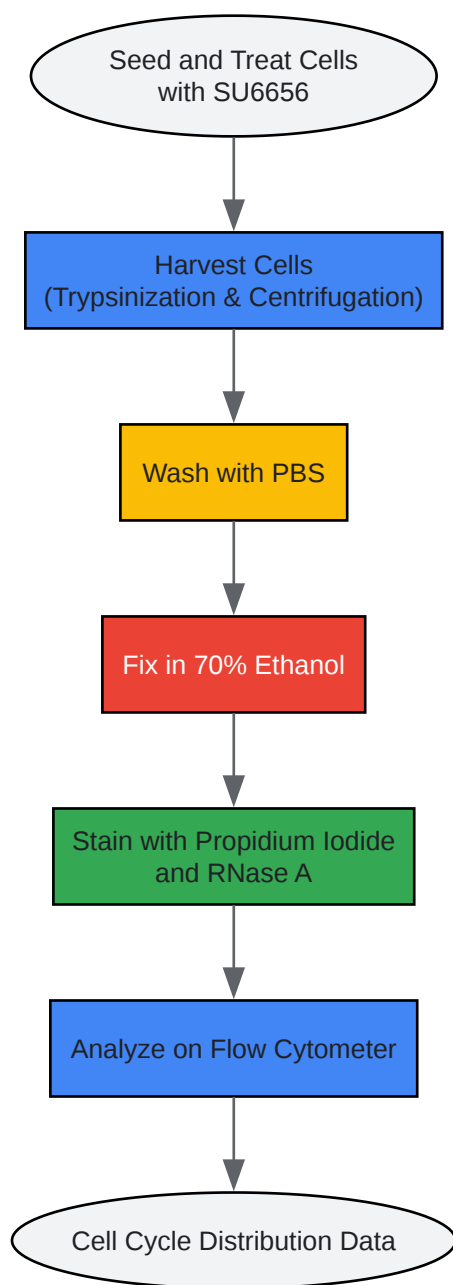 Seed and Treat Cells
with SU6656
Harvest Cells
(Trypsinization & Centrifugation)
Wash with PBS
Fix in 70% Ethanol
Stain with Propidium Iodide
and RNase A
Analyze on Flow Cytometer
Cell Cycle Distribution Data